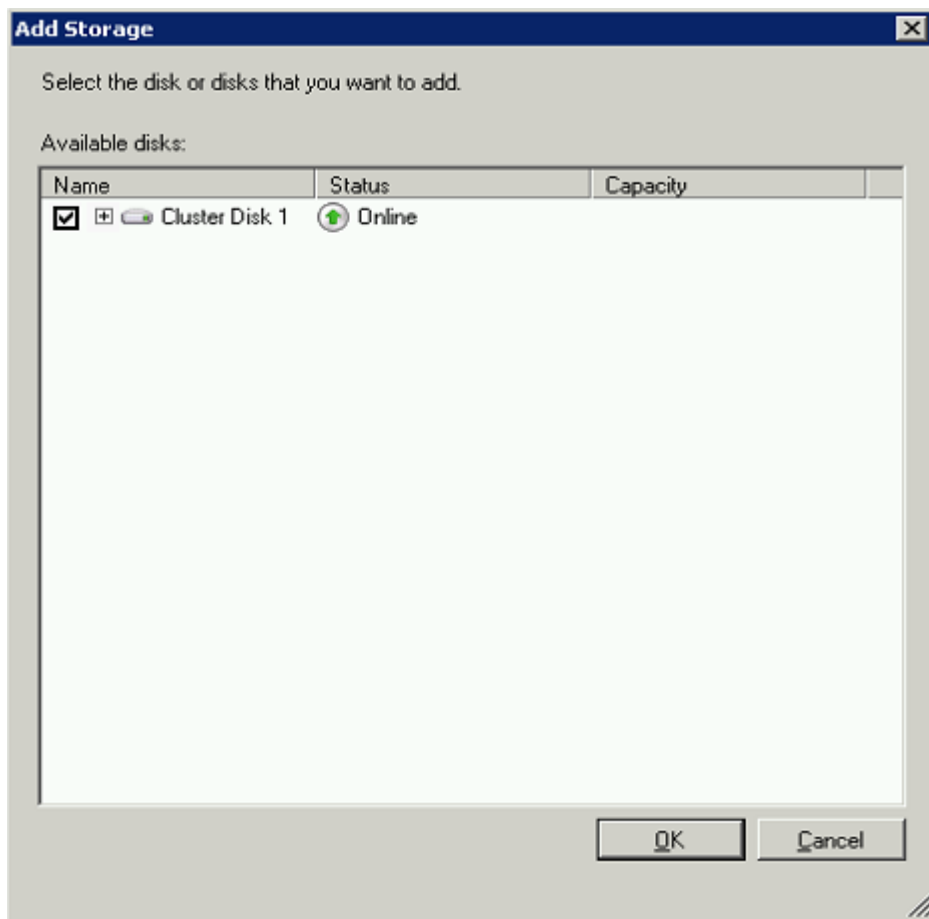 Add Storage
Select the disk or disks that you want to add.
Available disks:
Name Status Capacity
Cluster Disk 1 Online
OK Cancel